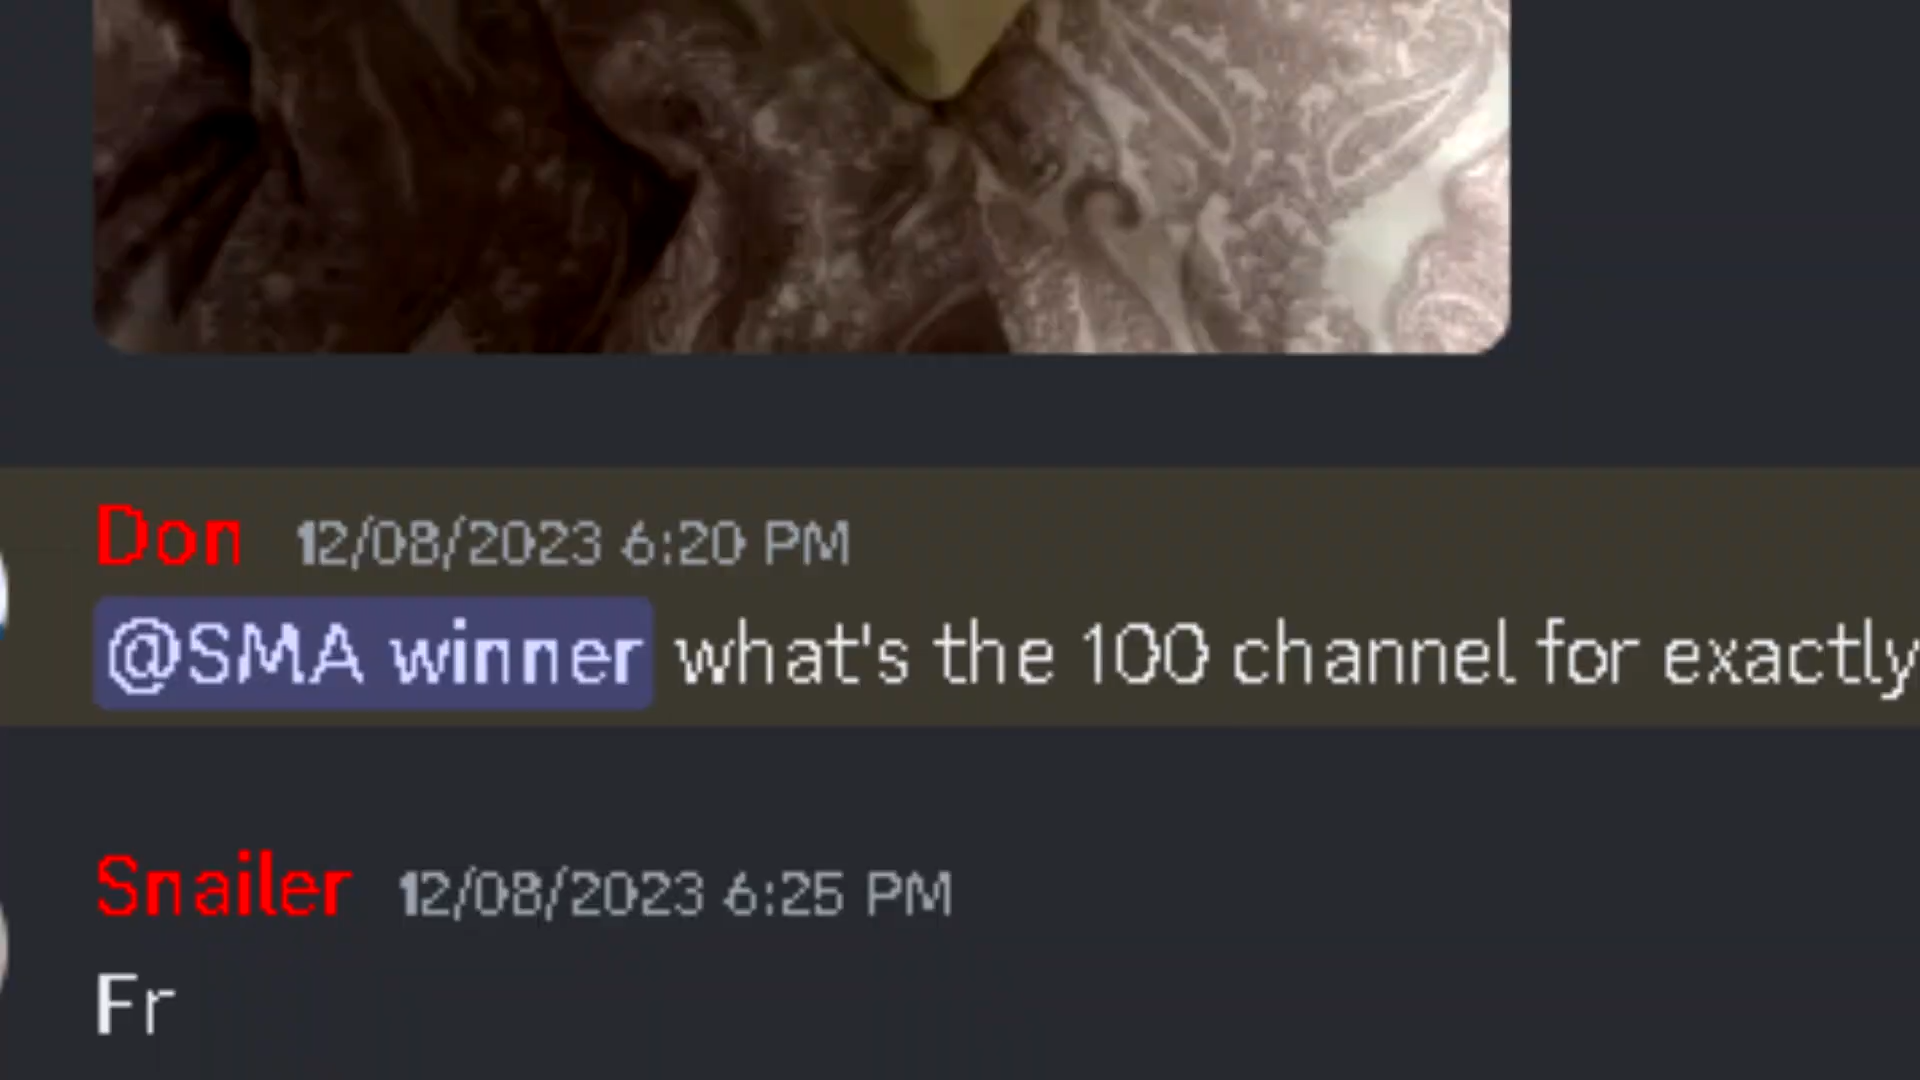 Don 12/08/2023 6:20 PM
@SMA winner what's the 100 channel for exactly
Snailer 12/08/2023 6:25 PM
Fr